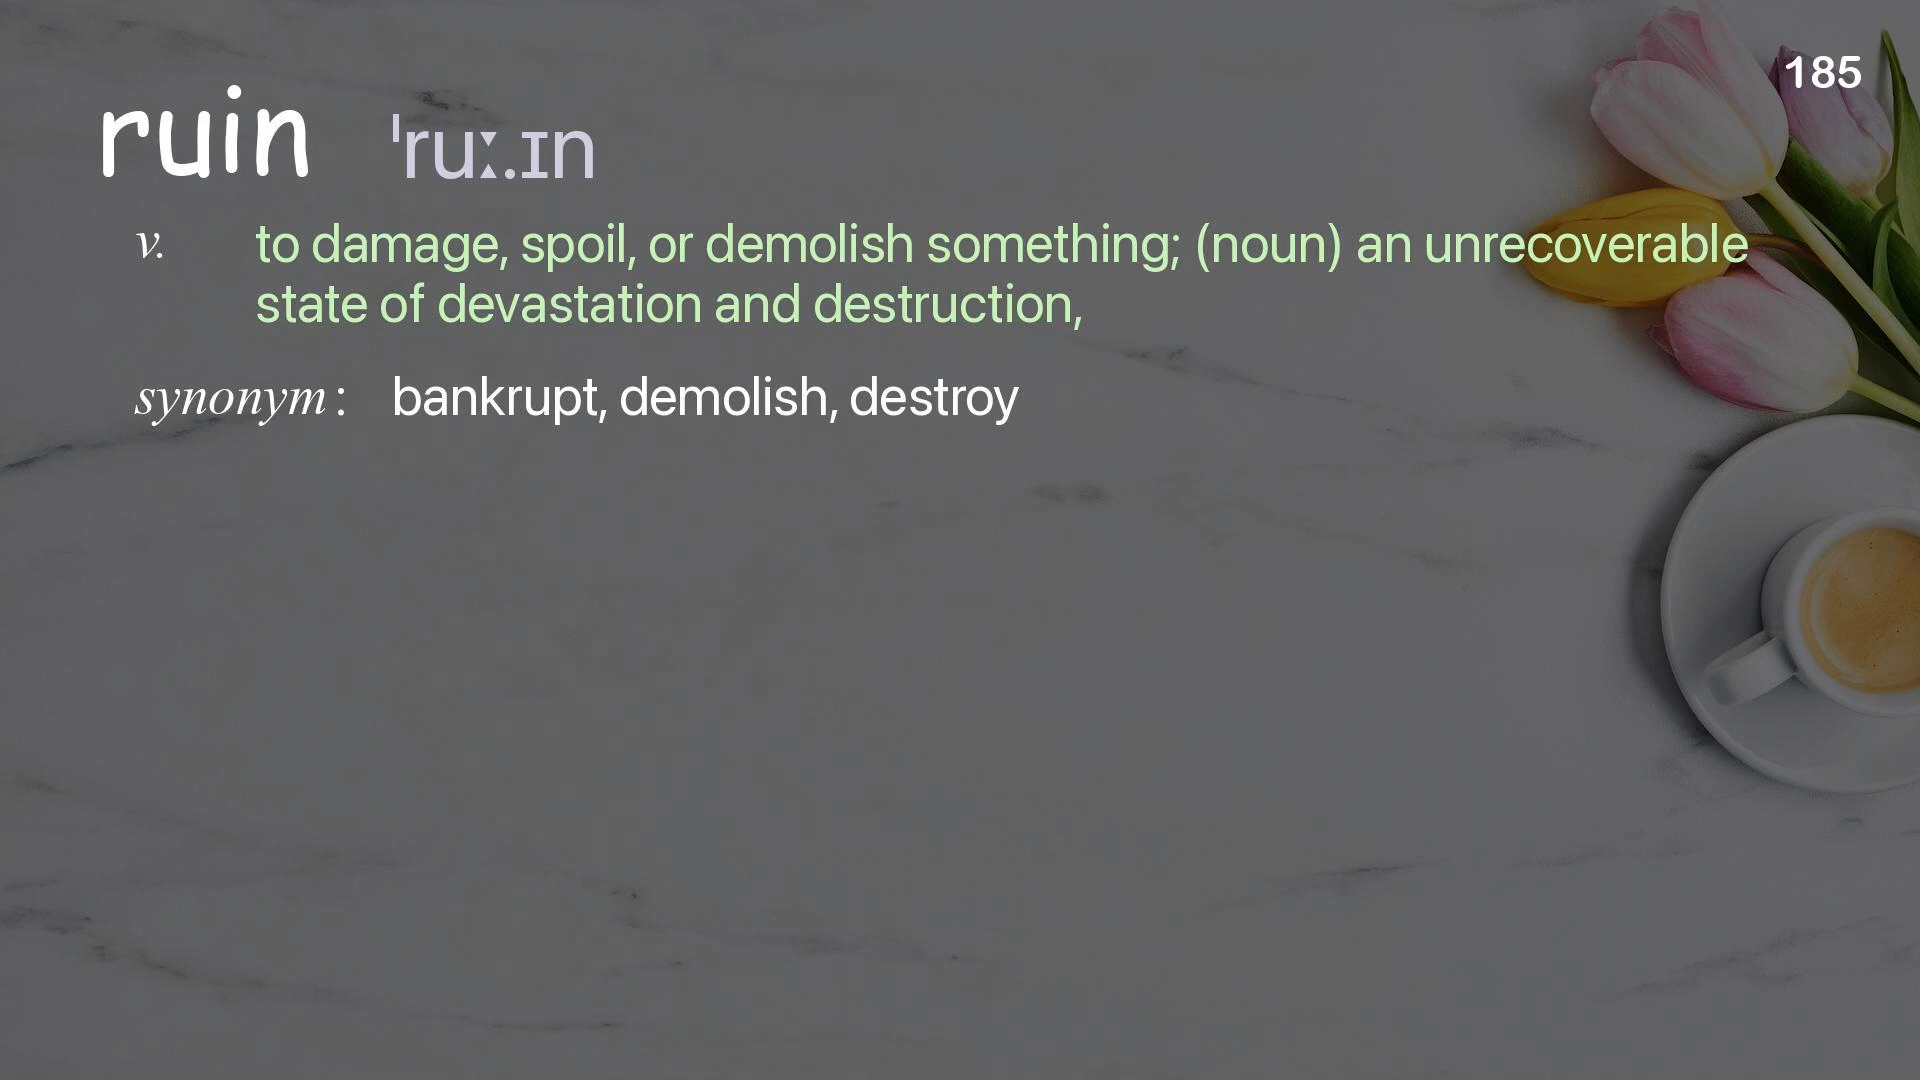 185
ruin ˈruː.ɪn
v. to damage, spoil, or demolish something; (noun) an unrecoverable
state of devastation and destruction,
synonym : bankrupt, demolish, destroy